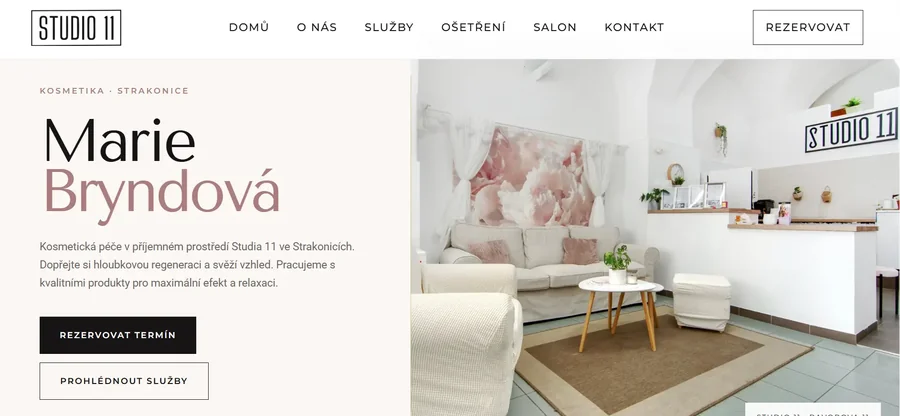 STUDIO 11
DOMŮ O NÁS SLUŽBY OŠETŘENÍ SALON KONTAKT
REZERVOVAT
KOSMETIKA · STRAKONICE
Marie
Bryndová
Kosmetická péče v příjemném prostředí Studia 11 ve Strakonicích.
Dopřejte si hloubkovou regeneraci a svěží vzhled. Pracujeme s
kvalitními produkty pro maximální efekt a relaxaci.
REZERVOVAT TERMÍN
PROHLÉDNOUT SLUŽBY
STUDIO 11